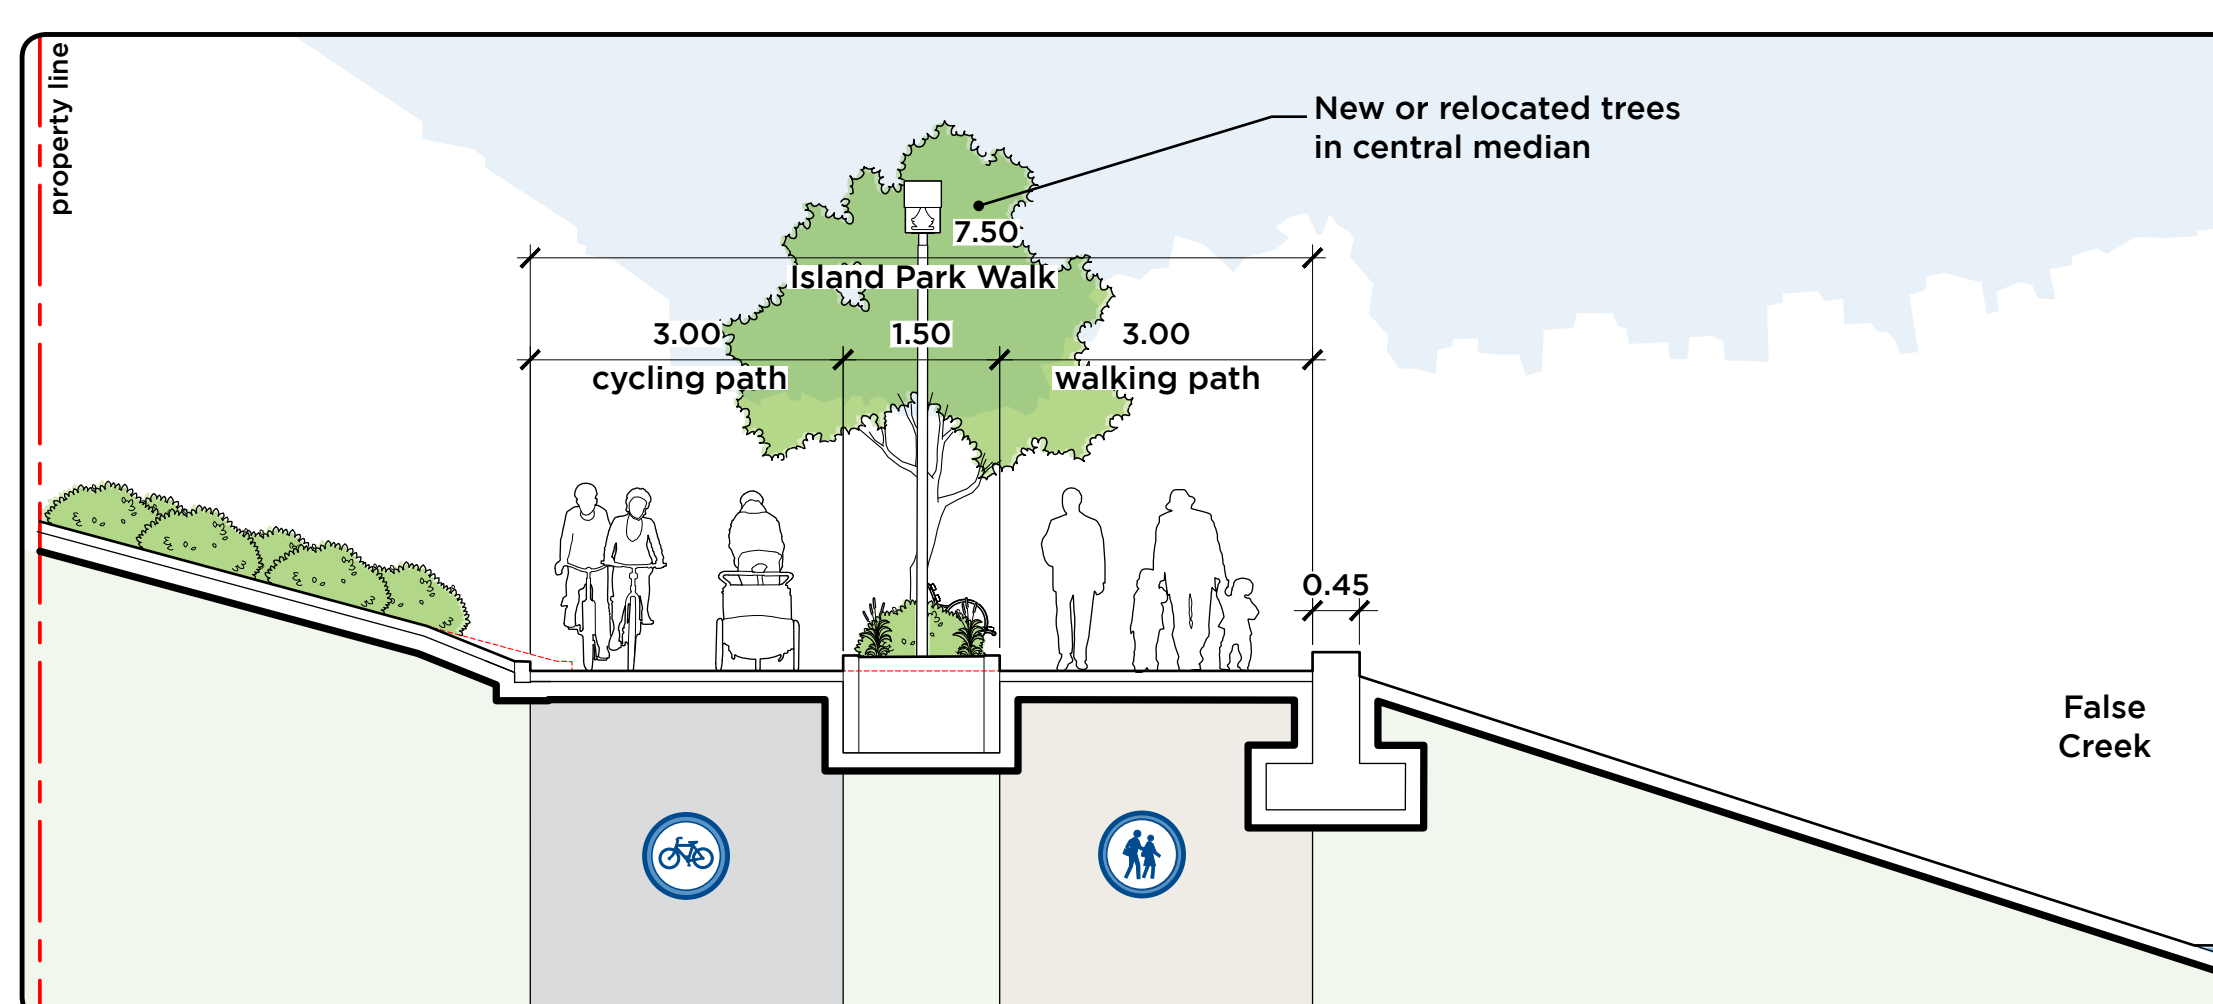 property line
New or relocated trees
in central median
7.50
Island Park Walk
3.00
1.50
3.00
cycling path
walking path
0.45
False
Creek